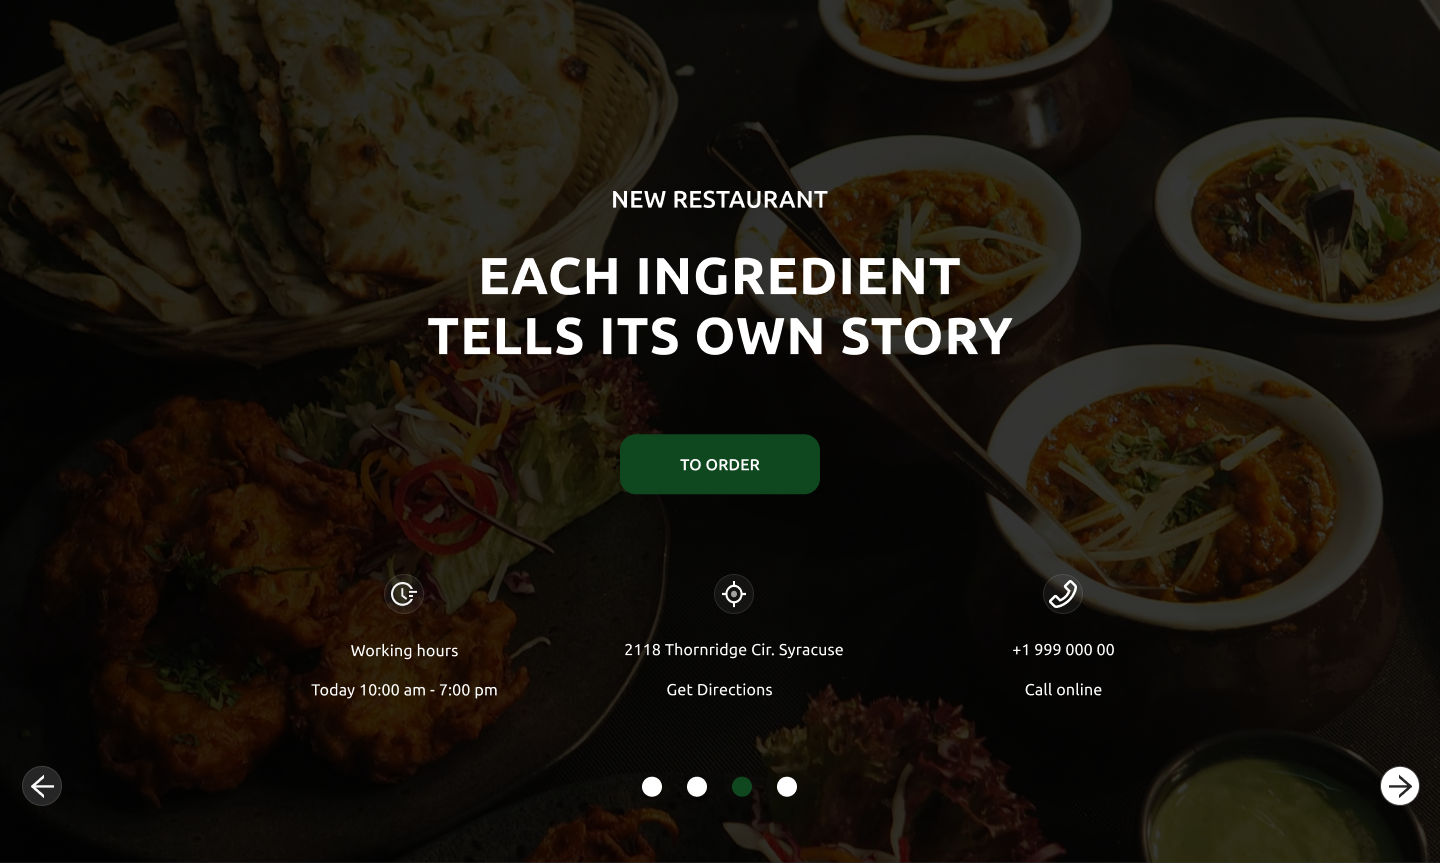 NEW RESTAURANT
EACH INGREDIENT
TELLS ITS OWN STORY
TO ORDER
Working hours
Today 10:00 am - 7:00 pm
2118 Thornridge Cir. Syracuse
Get Directions
+1 999 000 00
Call online